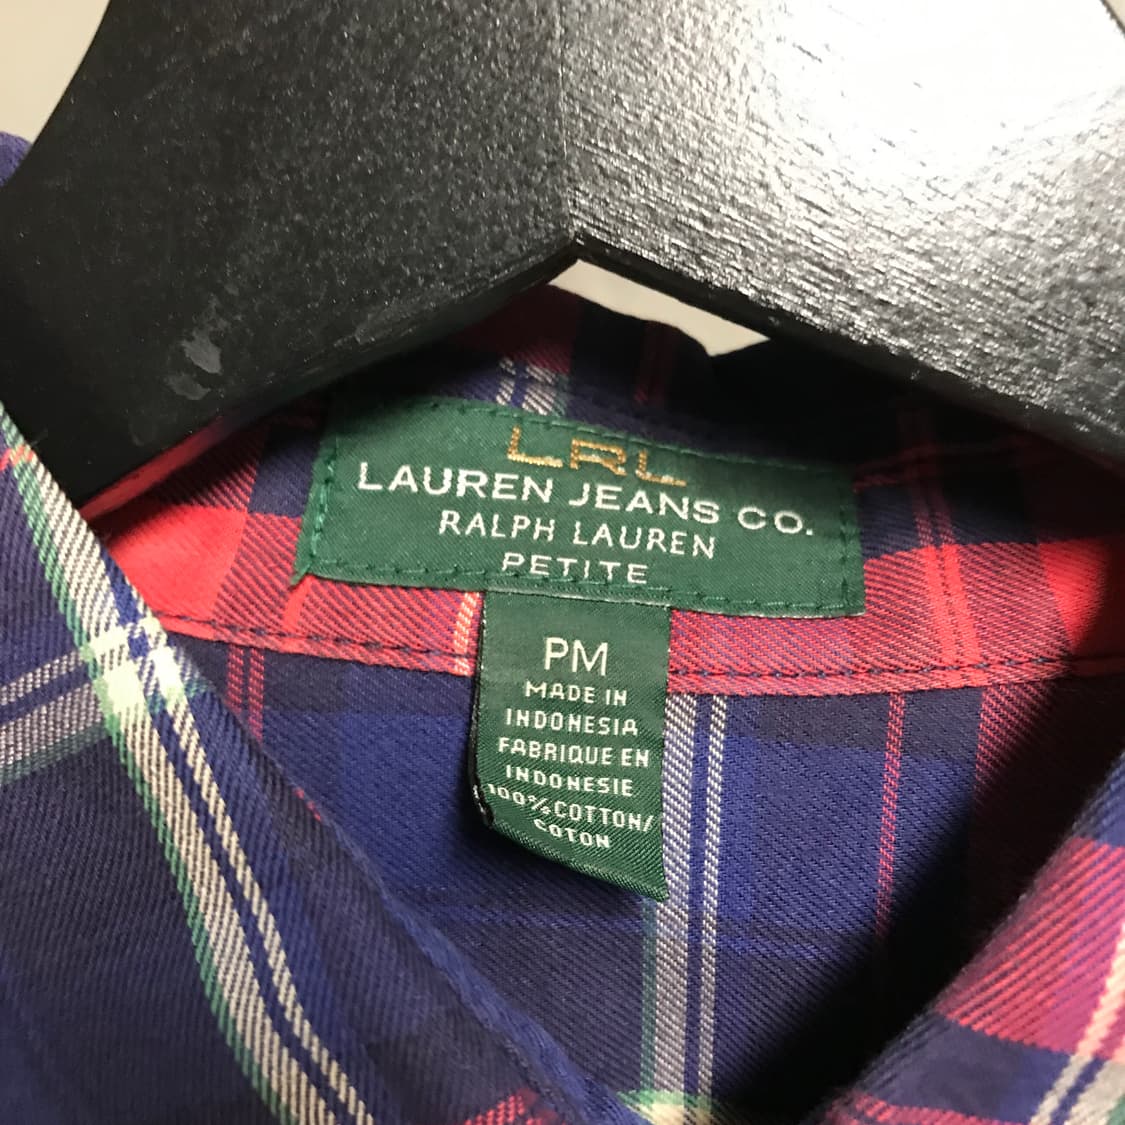 LRL
LAUREN JEANS CO.
RALPH LAUREN
PETITE
PM
MADE IN
INDONESIA
FABRIQUE EN
INDONESIE
100% COTTON/
COTON